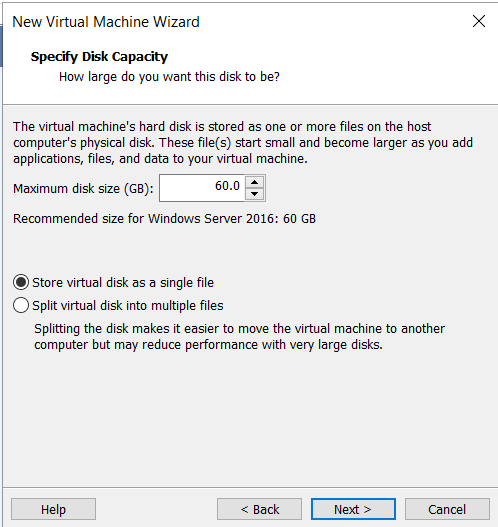 New Virtual Machine Wizard
Specify Disk Capacity
How large do you want this disk to be?
The virtual machine's hard disk is stored as one or more files on the host
computer's physical disk. These file(s) start small and become larger as you add
applications, files, and data to your virtual machine.
Maximum disk size (GB): 60.0
Recommended size for Windows Server 2016: 60 GB
Store virtual disk as a single file
Split virtual disk into multiple files
Splitting the disk makes it easier to move the virtual machine to another
computer but may reduce performance with very large disks.
Help < Back Next > Cancel